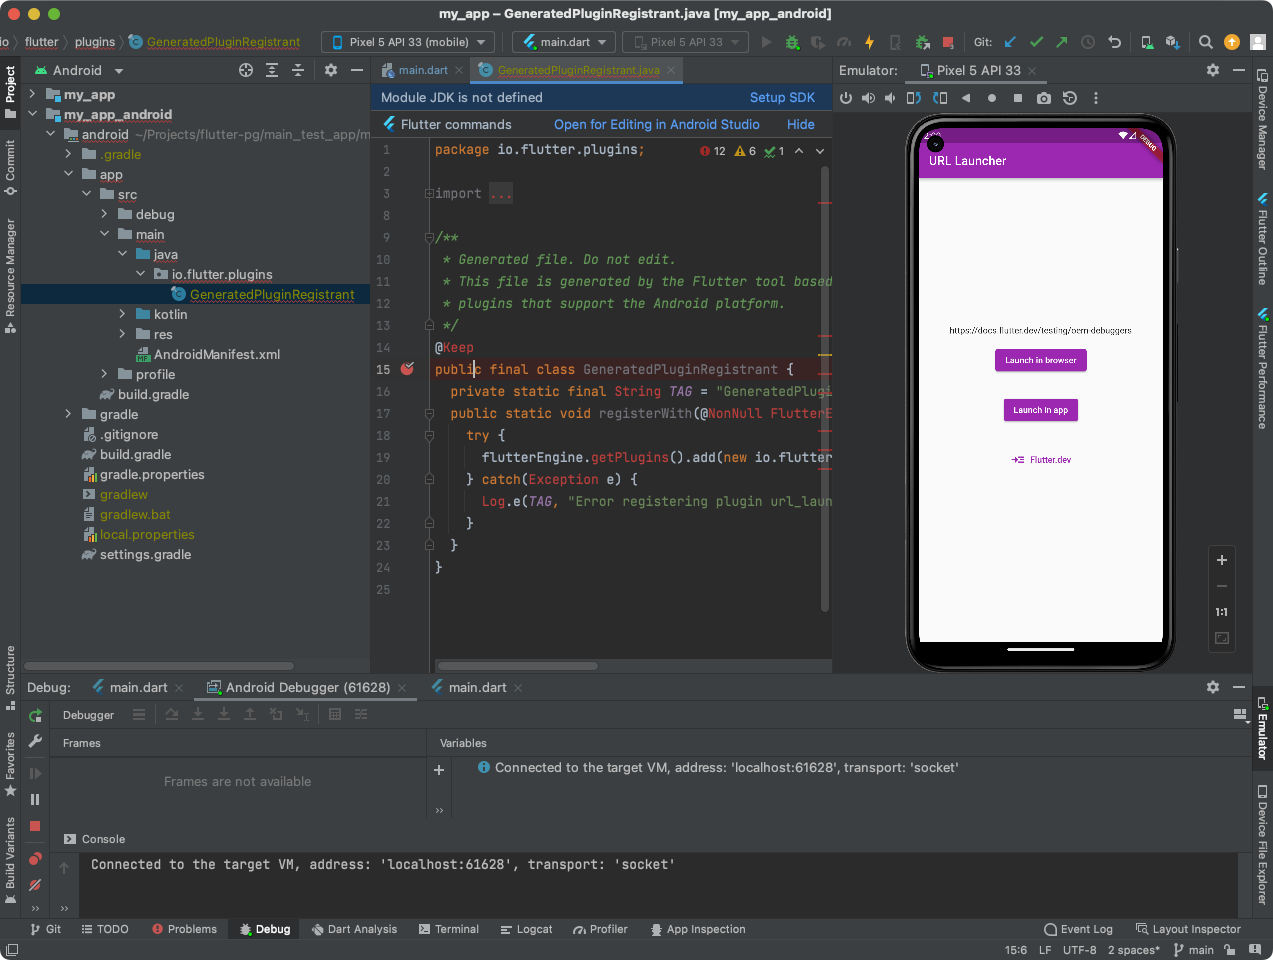 my_app – GeneratedPluginRegistrant.java [my_app_android]
io
flutter
plugins
GeneratedPluginRegistrant
Pixel 5 API 33 (mobile)
main.dart
Pixel 5 API 33
Git:
Project
Commit
Resource Manager
Structure
Favorites
Build Variants
Android
my_app
my_app_android
android ~/Projects/flutter-pg/main_test_app/m
.gradle
app
src
debug
main
java
io.flutter.plugins
GeneratedPluginRegistrant
kotlin
res
AndroidManifest.xml
profile
build.gradle
gradle
.gitignore
build.gradle
gradle.properties
gradlew
gradlew.bat
local.properties
settings.gradle
main.dart
GeneratedPluginRegistrant.java
Module JDK is not defined
Setup SDK
Flutter commands
Open for Editing in Android Studio
Hide
12 6 1
1 package io.flutter.plugins;
2
3 import ...
8
9 /**
10 * Generated file. Do not edit.
11 * This file is generated by the Flutter tool based
12 * plugins that support the Android platform.
13 */
14 @Keep
15 public final class GeneratedPluginRegistrant {
16 private static final String TAG = "GeneratedPlugi
17 public static void registerWith(@NonNull FlutterE
18 try {
19 flutterEngine.getPlugins().add(new io.flutter
20 } catch(Exception e) {
21 Log.e(TAG, "Error registering plugin url_laun
22 }
23 }
24 }
25
Emulator:
Pixel 5 API 33
DEBUG
URL Launcher
https://docs.flutter.dev/testing/oem-debuggers
Launch in browser
Launch in app
Flutter.dev
1:1
Device Manager
Flutter Outline
Flutter Performance
Emulator
Device File Explorer
Debug:
main.dart
Android Debugger (61628)
main.dart
Debugger
Frames
Variables
Frames are not available
Connected to the target VM, address: 'localhost:61628', transport: 'socket'
Console
Connected to the target VM, address: 'localhost:61628', transport: 'socket'
Git
TODO
Problems
Debug
Dart Analysis
Terminal
Logcat
Profiler
App Inspection
Event Log
Layout Inspector
15:6
LF
UTF-8
2 spaces*
main